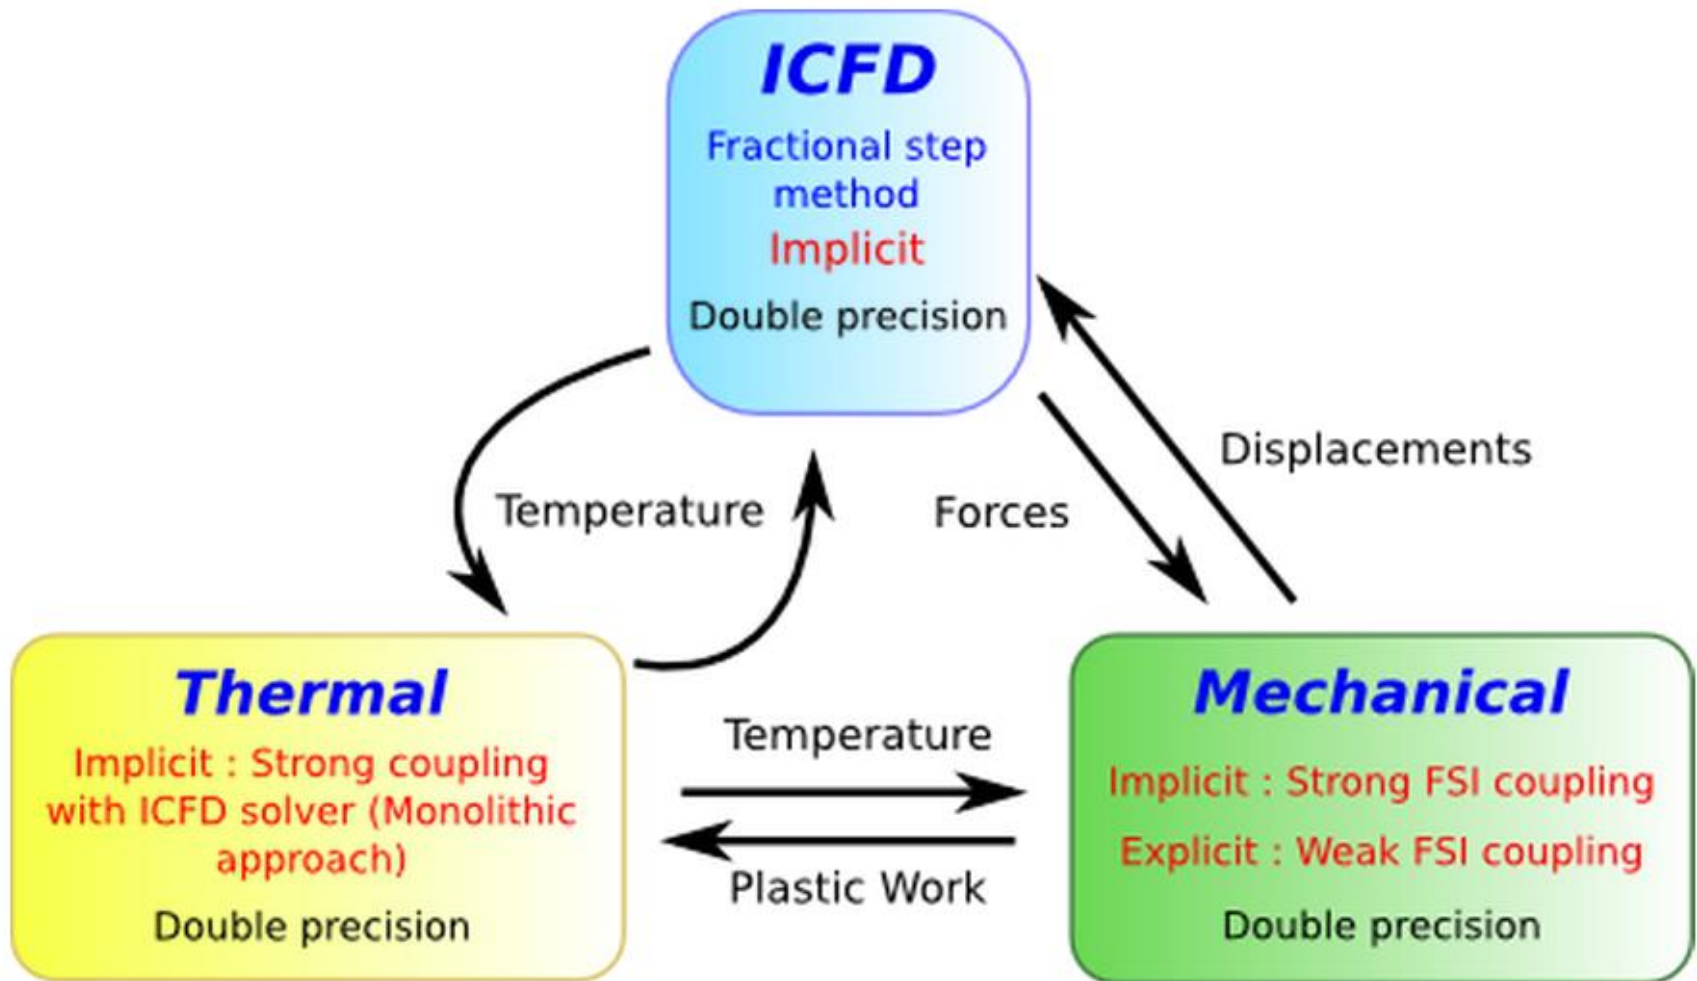 ICFD
Fractional step
method
Implicit
Double precision
Displacements
Temperature
Forces
Thermal
Implicit : Strong coupling
with ICFD solver (Monolithic
approach)
Double precision
Temperature
Plastic Work
Mechanical
Implicit : Strong FSI coupling
Explicit : Weak FSI coupling
Double precision